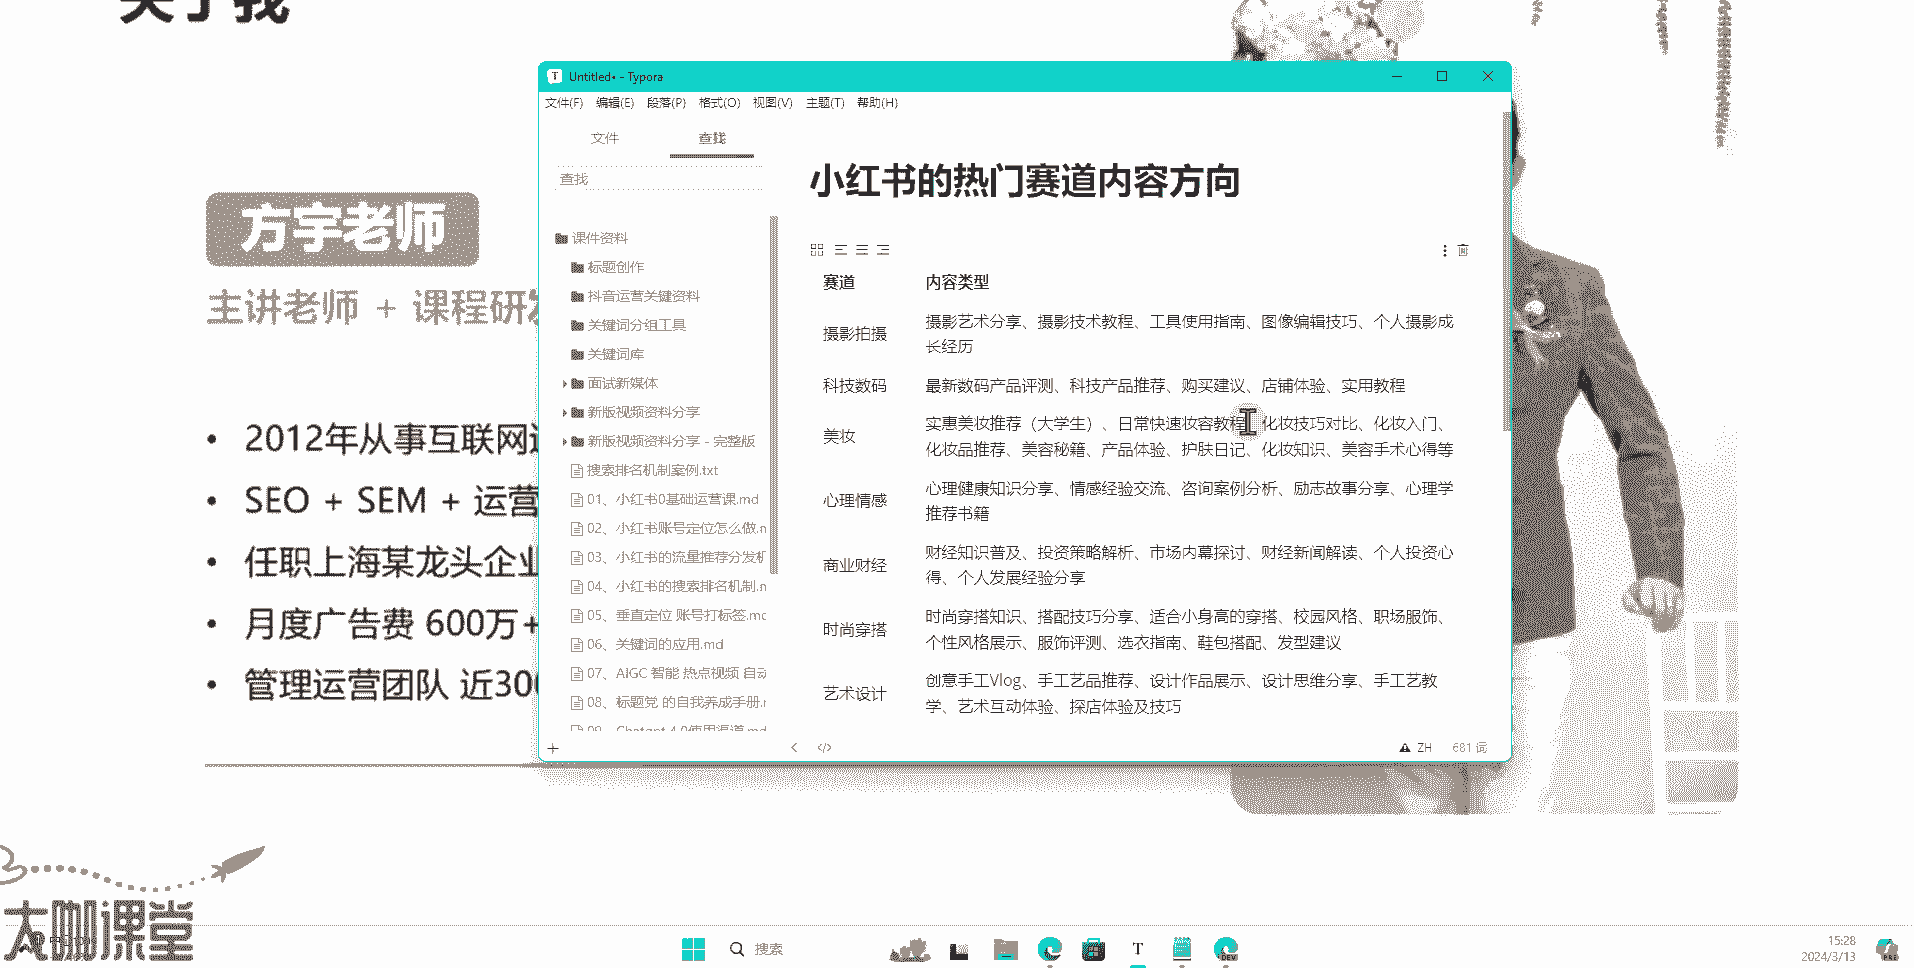 关于我
方宇老师
主讲老师 + 课程研发
2012年从事互联网
SEO + SEM + 运营
任职上海某龙头企业
月度广告费 600万+
管理运营团队 近300
Untitled• - Typora
文件(F) 编辑(E) 段落(P) 格式(O) 视图(V) 主题(T) 帮助(H)
文件 查找
查找
课件资料
标题创作
抖音运营关键资料
关键词分组工具
关键词库
面试新媒体
新版视频资料分享
新版视频资料分享 - 完整版
搜索排名机制案例.txt
01、小红书0基础运营课.md
02、小红书账号定位怎么做.m
03、小红书的流量推荐分发机
04、小红书的搜索排名机制.m
05、垂直定位 账号打标签.mc
06、关键词的应用.md
07、AIGC 智能 热点视频 自动
08、标题党 的自我养成手册.r
09、Chatgpt 4.0使用渠道.md
小红书的热门赛道内容方向
赛道 内容类型
摄影拍摄 摄影艺术分享、摄影技术教程、工具使用指南、图像编辑技巧、个人摄影成
长经历
科技数码 最新数码产品评测、科技产品推荐、购买建议、店铺体验、实用教程
美妆 实惠美妆推荐（大学生）、日常快速妆容教程、化妆技巧对比、化妆入门、
化妆品推荐、美容秘籍、产品体验、护肤日记、化妆知识、美容手术心得等
心理情感 心理健康知识分享、情感经验交流、咨询案例分析、励志故事分享、心理学
推荐书籍
商业财经 财经知识普及、投资策略解析、市场内幕探讨、财经新闻解读、个人投资心
得、个人发展经验分享
时尚穿搭 时尚穿搭知识、搭配技巧分享、适合小身高的穿搭、校园风格、职场服饰、
个性风格展示、服饰评测、选衣指南、鞋包搭配、发型建议
艺术设计 创意手工Vlog、手工艺品推荐、设计作品展示、设计思维分享、手工艺教
学、艺术互动体验、探店体验及技巧
ZH 681 词
大咖课堂
搜索
15:28
2024/3/13